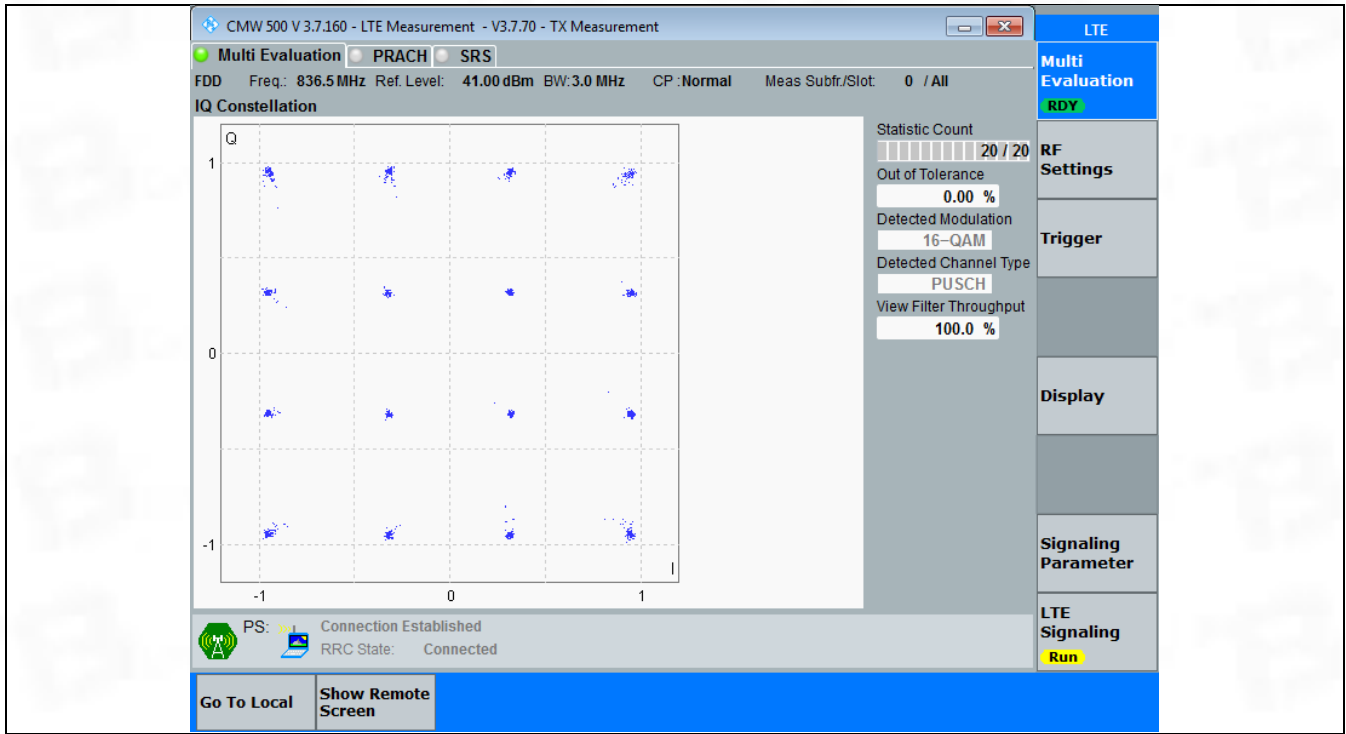 CMW 500 V 3.7.160 - LTE Measurement - V3.7.70 - TX Measurement
LTE
Multi Evaluation PRACH SRS
FDD Freq.: 836.5 MHz Ref. Level: 41.00 dBm BW: 3.0 MHz CP : Normal Meas Subfr./Slot: 0 / All
IQ Constellation
Q
1
0
-1
-1 0 1
I
Statistic Count
20 / 20
Out of Tolerance
0.00 %
Detected Modulation
16-QAM
Detected Channel Type
PUSCH
View Filter Throughput
100.0 %
Multi
Evaluation
RDY
RF
Settings
Trigger
Display
Signaling
Parameter
LTE
Signaling
Run
PS: Connection Established
RRC State: Connected
Go To Local
Show Remote
Screen